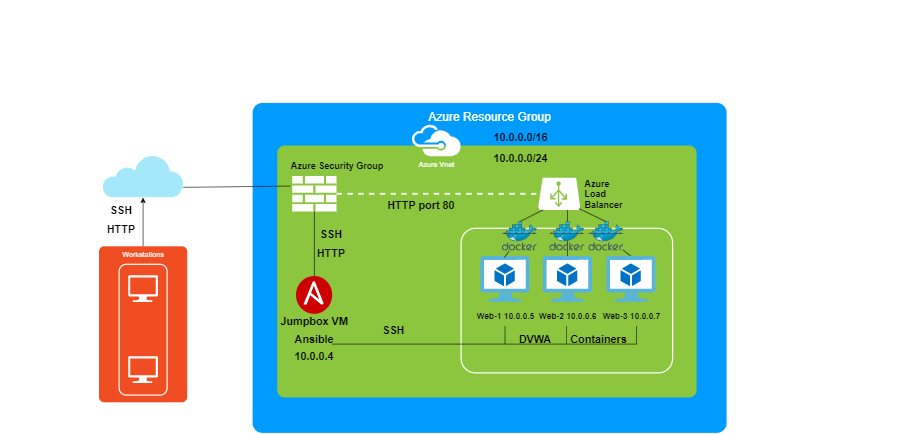 Azure Resource Group
10.0.0.0/16
Azure Vnet
10.0.0.0/24
Azure Security Group
Azure
Load
Balancer
HTTP port 80
SSH
HTTP
SSH
HTTP
docker
docker
docker
Workstations
Web-1 10.0.0.5
Web-2 10.0.0.6
Web-3 10.0.0.7
Jumpbox VM
Ansible
10.0.0.4
SSH
DVWA
Containers